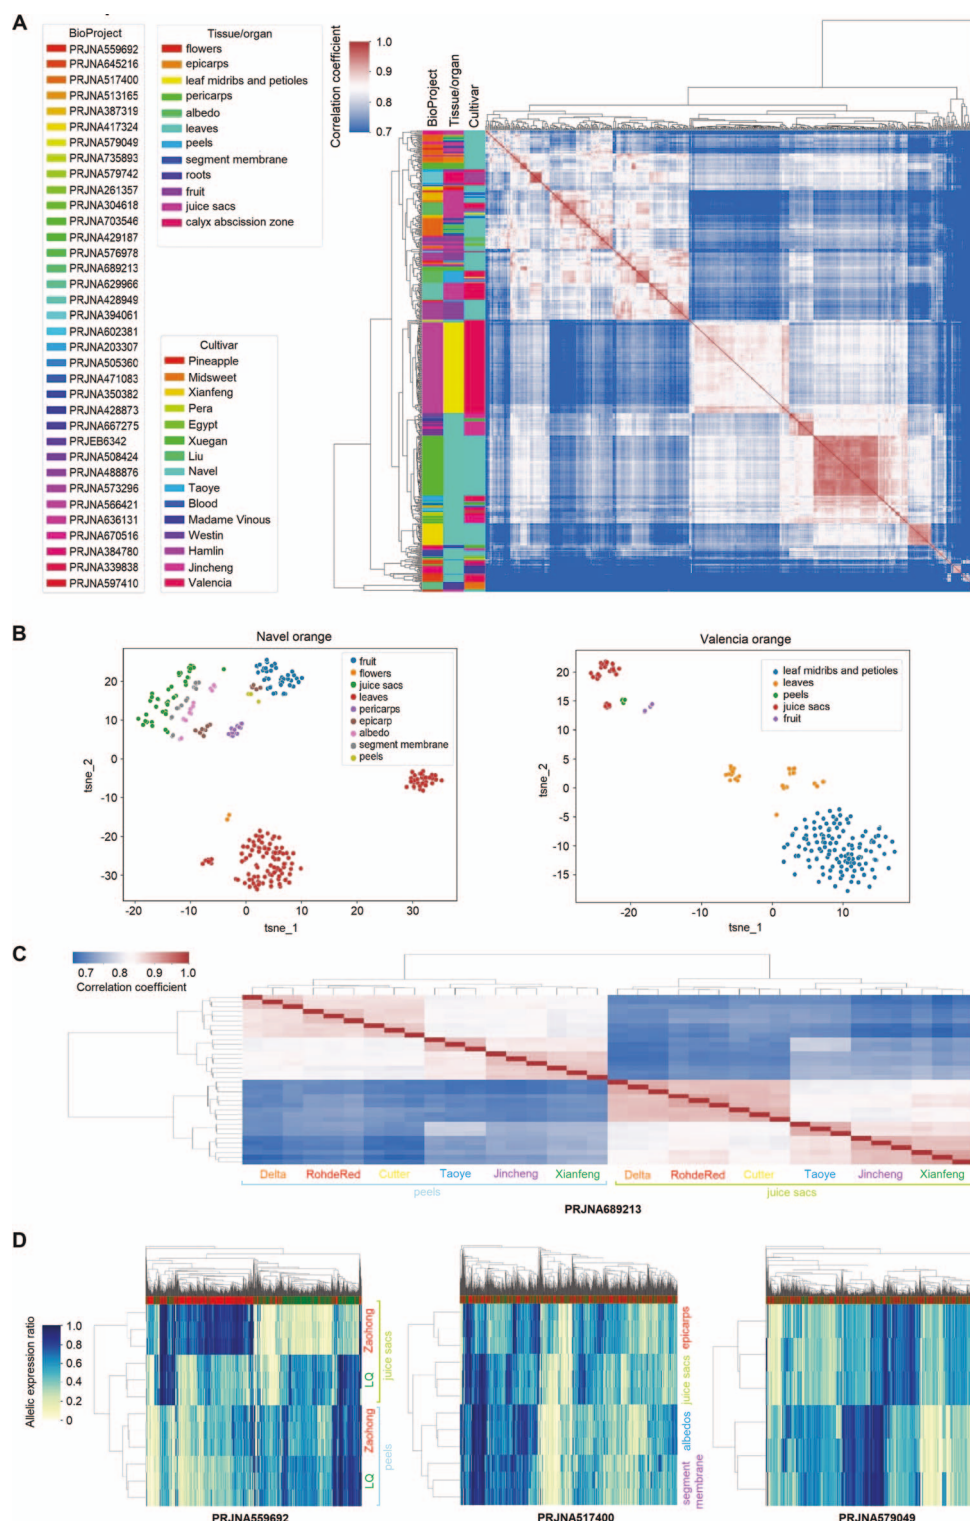 A
BioProject
PRJNA559692
PRJNA645216
PRJNA517400
PRJNA513165
PRJNA387319
PRJNA417324
PRJNA579049
PRJNA735893
PRJNA579742
PRJNA261357
PRJNA304618
PRJNA703546
PRJNA429187
PRJNA576978
PRJNA689213
PRJNA629966
PRJNA428949
PRJNA394061
PRJNA602381
PRJNA203307
PRJNA505360
PRJNA471083
PRJNA350382
PRJNA428873
PRJNA667275
PRJEB6342
PRJNA508424
PRJNA488876
PRJNA573296
PRJNA566421
PRJNA636131
PRJNA670516
PRJNA384780
PRJNA339838
PRJNA597410
Tissue/organ
flowers
epicarps
leaf midribs and petioles
pericarps
albedo
leaves
peels
segment membrane
roots
fruit
juice sacs
calyx abscission zone
Cultivar
Pineapple
Midsweet
Xianfeng
Pera
Egypt
Xuegan
Liu
Navel
Taoye
Blood
Madame Vinous
Westin
Hamlin
Jincheng
Valencia
Correlation coefficient
1.0
0.9
0.8
0.7
BioProject
Tissue/organ
Cultivar
B
Navel orange
tsne_2
20
10
0
-10
-20
-30
-20
-10
0
10
20
30
tsne_1
fruit
flowers
juice sacs
leaves
pericarps
epicarp
albedo
segment membrane
peels
Valencia orange
tsne_2
20
15
10
5
0
-5
-10
-15
-20
-10
0
10
tsne_1
leaf midribs and petioles
leaves
peels
juice sacs
fruit
C
0.7 0.8 0.9 1.0
Correlation coefficient
Delta RohdeRed Cutter Taoye Jincheng Xianfeng Delta RohdeRed Cutter Taoye Jincheng Xianfeng
peels juice sacs
PRJNA689213
D
Allelic expression ratio
1.0
0.8
0.6
0.4
0.2
0
Zaohong
LQ
juice sacs
Zaohong
LQ
peels
PRJNA559692
epicarps
juice sacs
albedos
segment
membrane
PRJNA517400
PRJNA579049